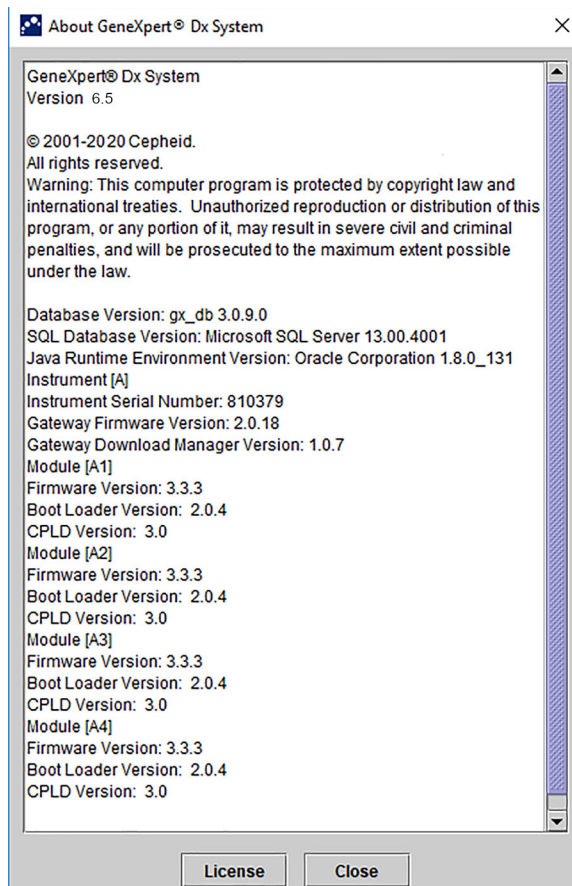 About GeneXpert® Dx System
GeneXpert® Dx System
Version 6.5
© 2001-2020 Cepheid.
All rights reserved.
Warning: This computer program is protected by copyright law and
international treaties. Unauthorized reproduction or distribution of this
program, or any portion of it, may result in severe civil and criminal
penalties, and will be prosecuted to the maximum extent possible
under the law.
Database Version: gx_db 3.0.9.0
SQL Database Version: Microsoft SQL Server 13.00.4001
Java Runtime Environment Version: Oracle Corporation 1.8.0_131
Instrument [A]
Instrument Serial Number: 810379
Gateway Firmware Version: 2.0.18
Gateway Download Manager Version: 1.0.7
Module [A1]
Firmware Version: 3.3.3
Boot Loader Version: 2.0.4
CPLD Version: 3.0
Module [A2]
Firmware Version: 3.3.3
Boot Loader Version: 2.0.4
CPLD Version: 3.0
Module [A3]
Firmware Version: 3.3.3
Boot Loader Version: 2.0.4
CPLD Version: 3.0
Module [A4]
Firmware Version: 3.3.3
Boot Loader Version: 2.0.4
CPLD Version: 3.0
License Close